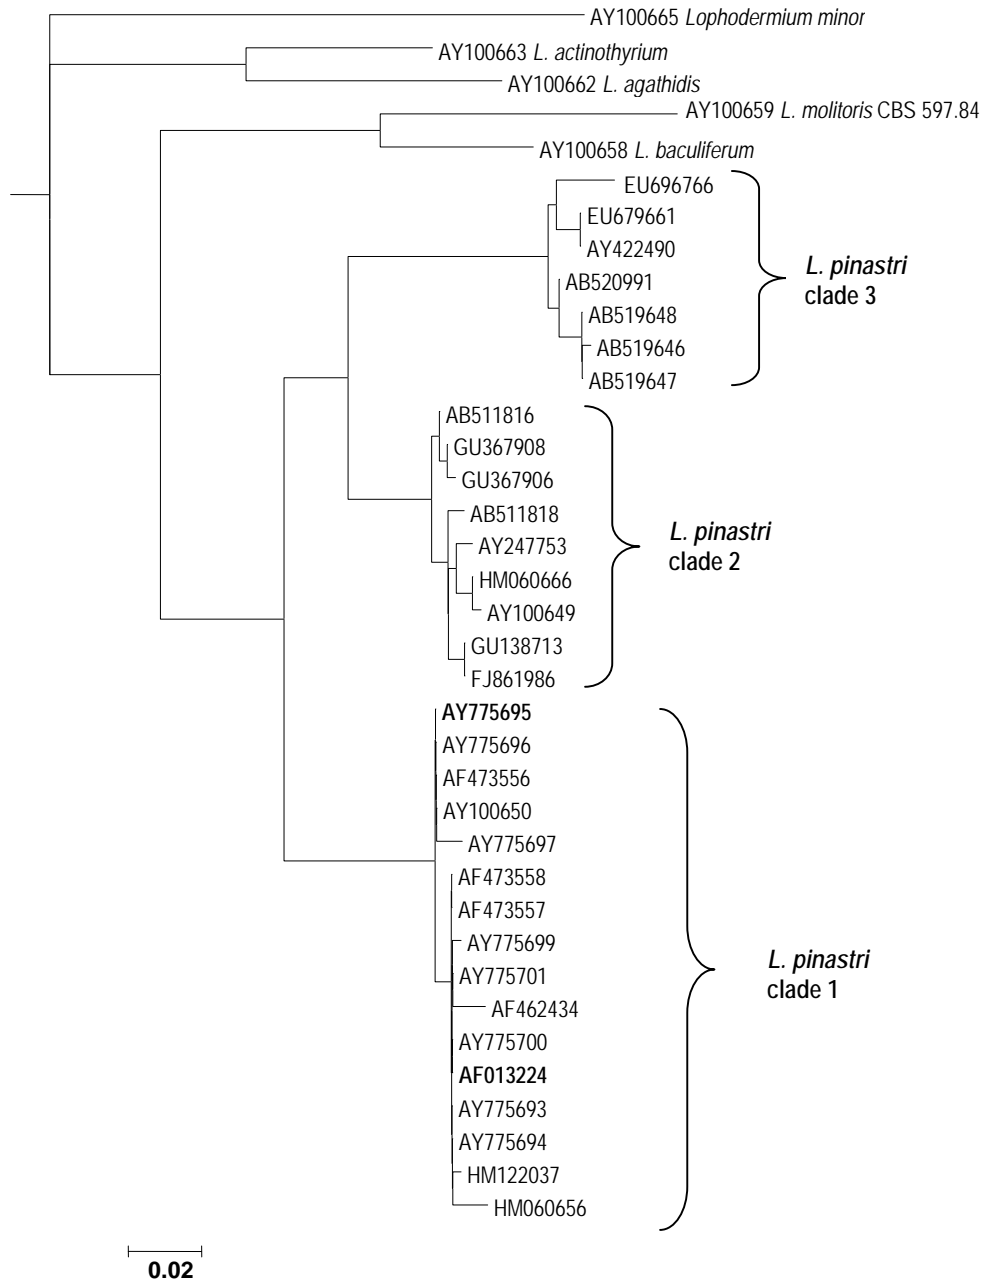 AY100665 Lophodermium minor
AY100663 L. actinothyrium
AY100662 L. agathidis
AY100659 L. molitoris CBS 597.84
AY100658 L. baculiferum
EU696766
EU679661
AY422490
AB520991
AB519648
AB519646
AB519647
L. pinastri
clade 3
AB511816
GU367908
GU367906
AB511818
AY247753
HM060666
AY100649
GU138713
FJ861986
L. pinastri
clade 2
AY775695
AY775696
AF473556
AY100650
AY775697
AF473558
AF473557
AY775699
AY775701
AF462434
AY775700
AF013224
AY775693
AY775694
HM122037
HM060656
L. pinastri
clade 1
0.02